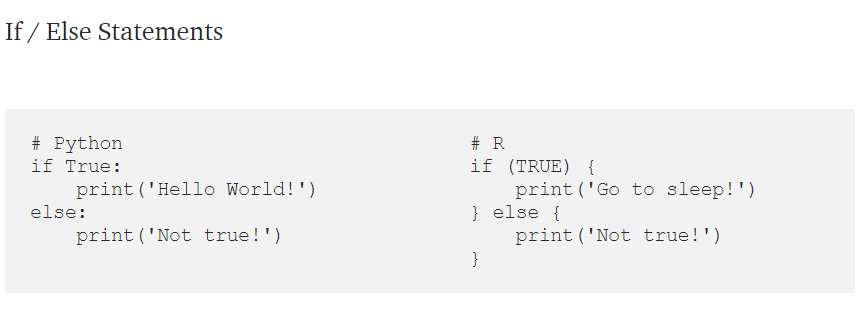 If / Else Statements
# Python
if True:
    print('Hello World!')
else:
    print('Not true!')
# R
if (TRUE) {
    print('Go to sleep!')
} else {
    print('Not true!')
}